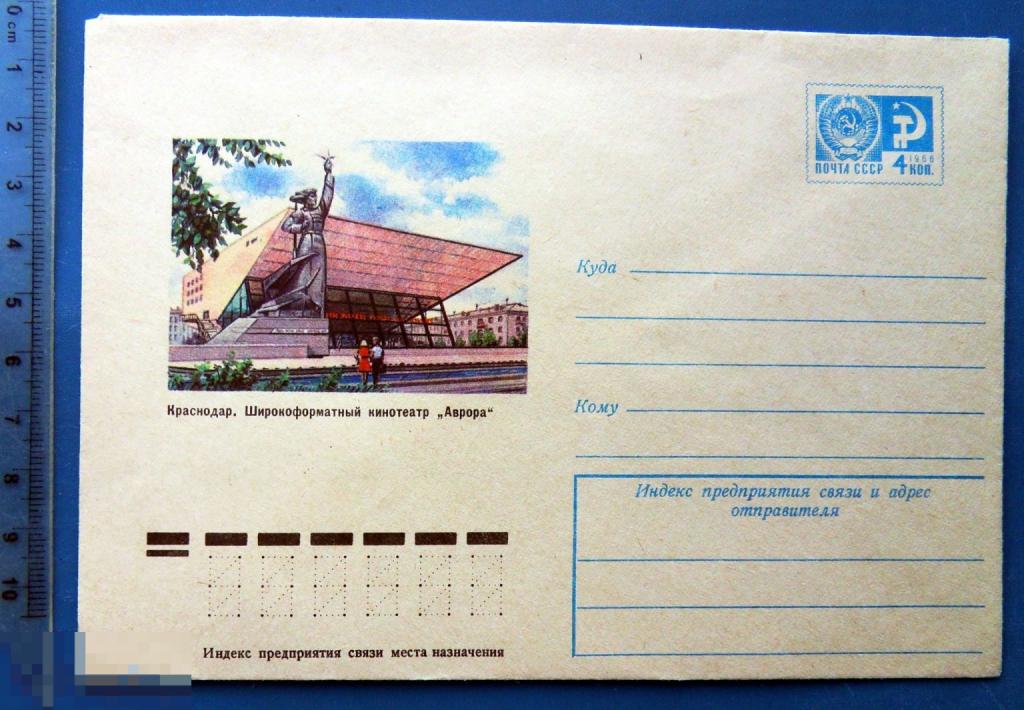 0 cm
1
2
3
4
5
6
7
8
9
10
1966
ПОЧТА СССР 4 КОП.
Куда
Краснодар. Широкоформатный кинотеатр „Аврора“
Кому
Индекс предприятия связи и адрес
отправителя
Индекс предприятия связи места назначения